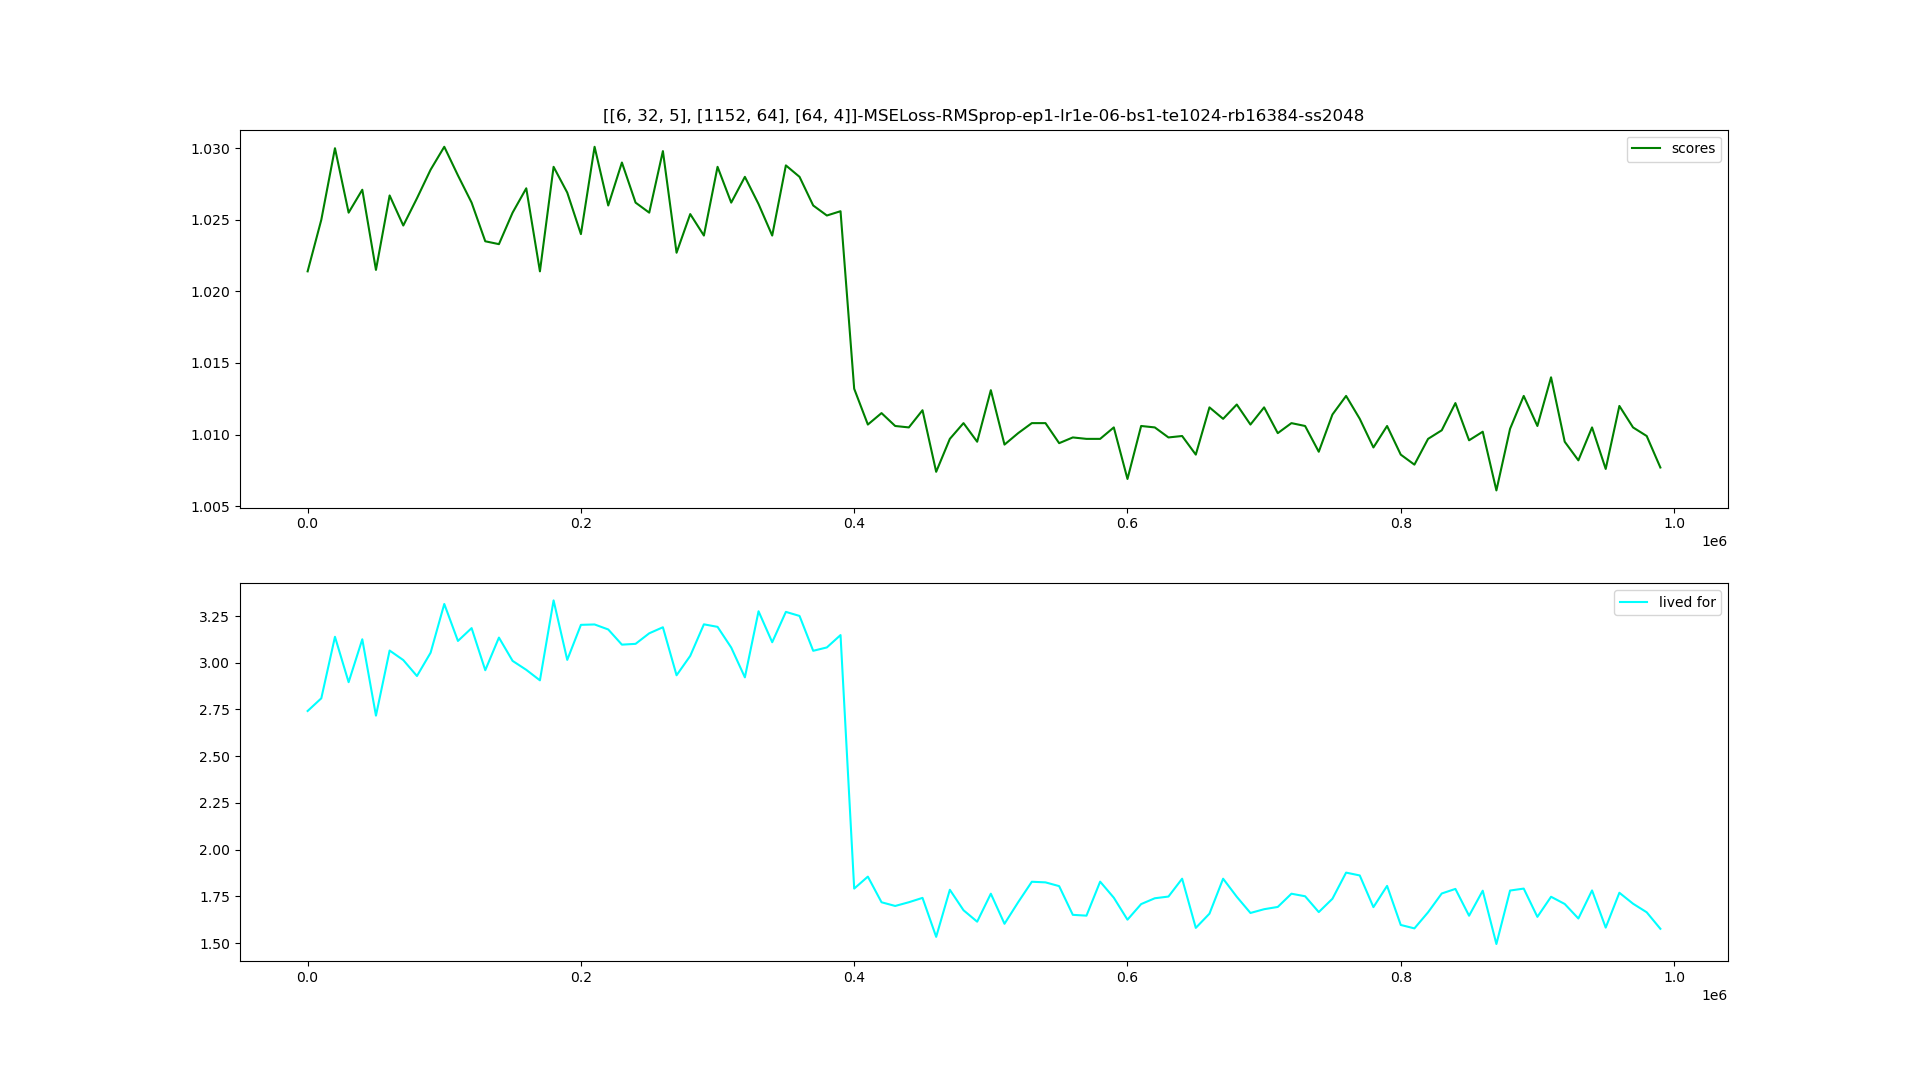 [[6, 32, 5], [1152, 64], [64, 4]]-MSELoss-RMSprop-ep1-lr1e-06-bs1-te1024-rb16384-ss2048
scores
1.030
1.025
1.020
1.015
1.010
1.005
0.0 0.2 0.4 0.6 0.8 1.0
1e6
lived for
3.25
3.00
2.75
2.50
2.25
2.00
1.75
1.50
0.0 0.2 0.4 0.6 0.8 1.0
1e6